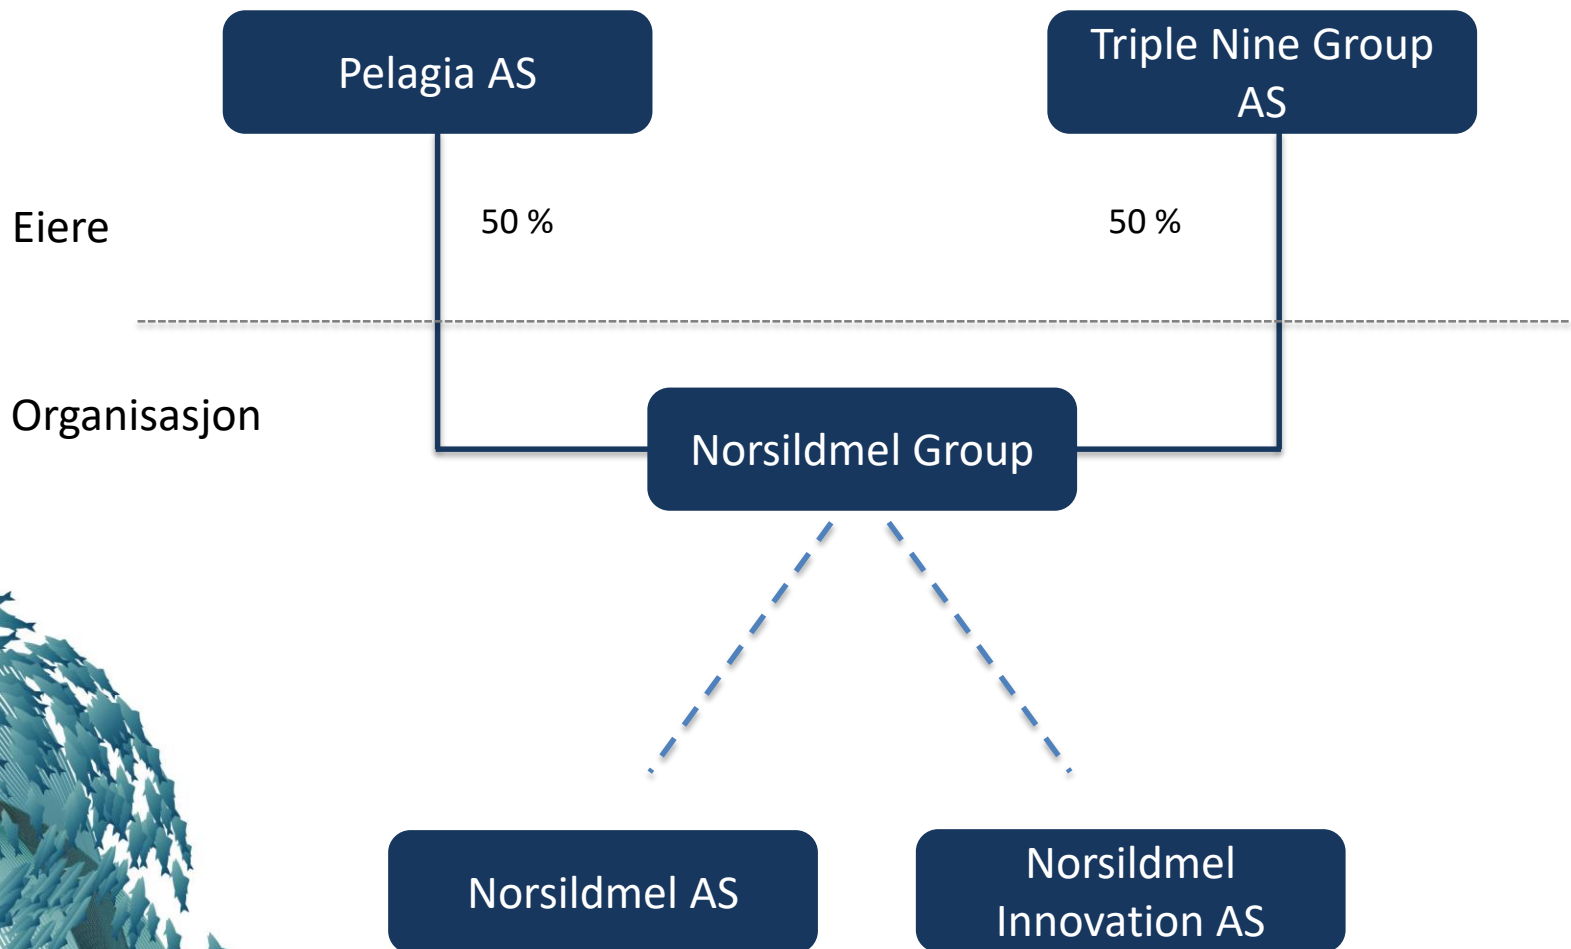 Pelagia AS
Triple Nine Group
AS
Eiere
50 %
50 %
Organisasjon
Norsildmel Group
Norsildmel AS
Norsildmel
Innovation AS